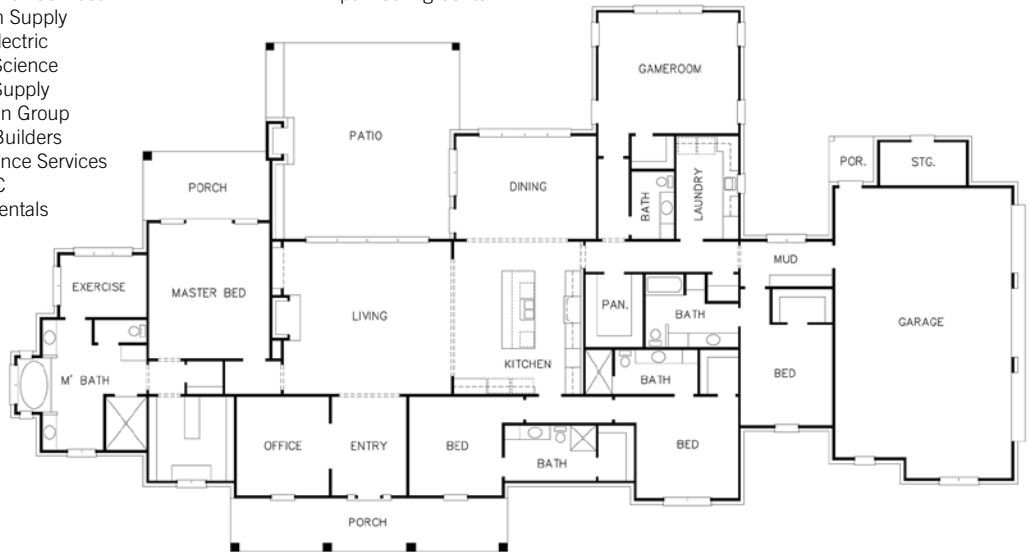 Supply
lectric
Science
Supply
n Group
Builders
nce Services
C
entals
GAMEROOM
PATIO
DINING
BATH
LAUNDRY
POR.
STG.
PORCH
EXERCISE
MASTER BED
LIVING
KITCHEN
PAN.
BATH
MUD
BED
GARAGE
Mʳ BATH
BATH
OFFICE
ENTRY
BED
BATH
BED
PORCH